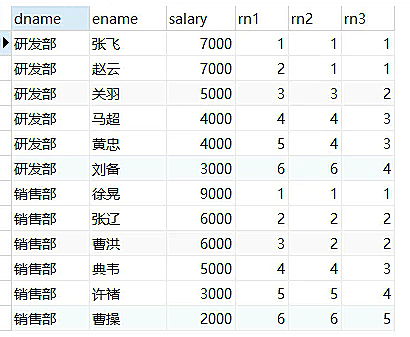 dname ename salary rn1 rn2 rn3
研发部 张飞 7000 1 1 1
研发部 赵云 7000 2 1 1
研发部 关羽 5000 3 3 2
研发部 马超 4000 4 4 3
研发部 黄忠 4000 5 4 3
研发部 刘备 3000 6 6 4
销售部 徐晃 9000 1 1 1
销售部 张辽 6000 2 2 2
销售部 曹洪 6000 3 2 2
销售部 典韦 5000 4 4 3
销售部 许褚 3000 5 5 4
销售部 曹操 2000 6 6 5